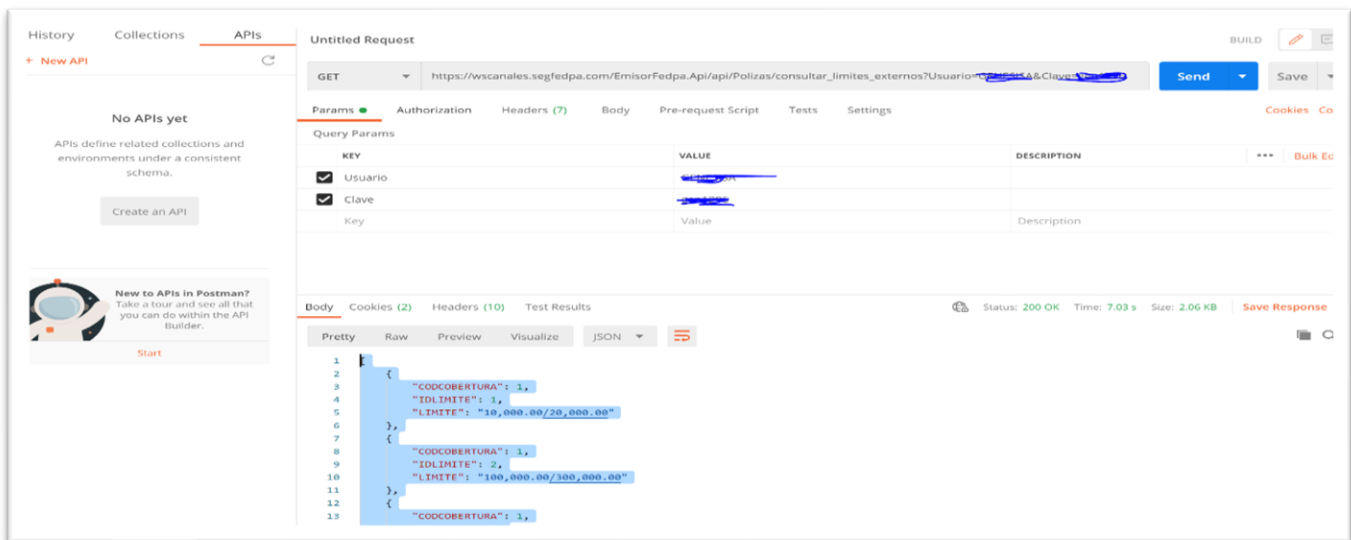 History Collections APIs
+ New API
No APIs yet
APIs define related collections and
environments under a consistent
schema.
Create an API
New to APIs in Postman?
Take a tour and see all that
you can do within the API
Builder.
Start
Untitled Request
BUILD
GET https://wscanales.segfedpa.com/EmisorFedpa.Api/api/Polizas/consultar_limites_externos?Usuario= &Clave= Send Save
Params Authorization Headers (7) Body Pre-request Script Tests Settings Cookies Co
Query Params
KEY VALUE DESCRIPTION ••• Bulk Ec
Usuario
Clave
Key Value Description
Body Cookies (2) Headers (10) Test Results Status: 200 OK Time: 7.03 s Size: 2.06 KB Save Response
Pretty Raw Preview Visualize JSON
1 [
2 {
3 "CODCOBERTURA": 1,
4 "IDLIMITE": 1,
5 "LIMITE": "10,000.00/20,000.00"
6 },
7 {
8 "CODCOBERTURA": 1,
9 "IDLIMITE": 2,
10 "LIMITE": "100,000.00/300,000.00"
11 },
12 {
13 "CODCOBERTURA": 1,